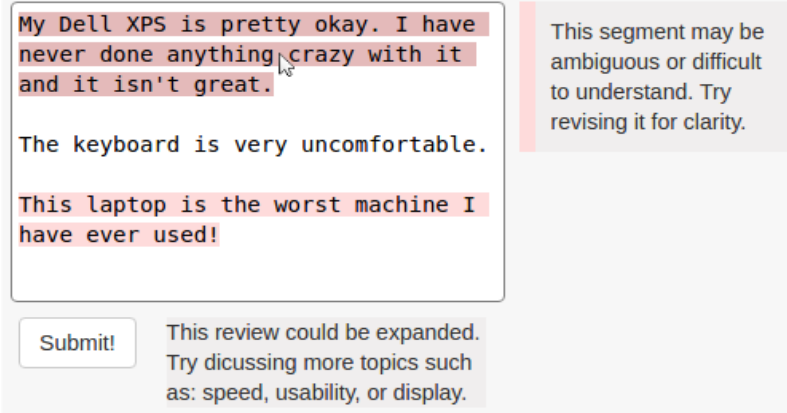 My Dell XPS is pretty okay. I have
never done anything crazy with it
and it isn't great.
The keyboard is very uncomfortable.
This laptop is the worst machine I
have ever used!
This segment may be
ambiguous or difficult
to understand. Try
revising it for clarity.
Submit!
This review could be expanded.
Try dicussing more topics such
as: speed, usability, or display.